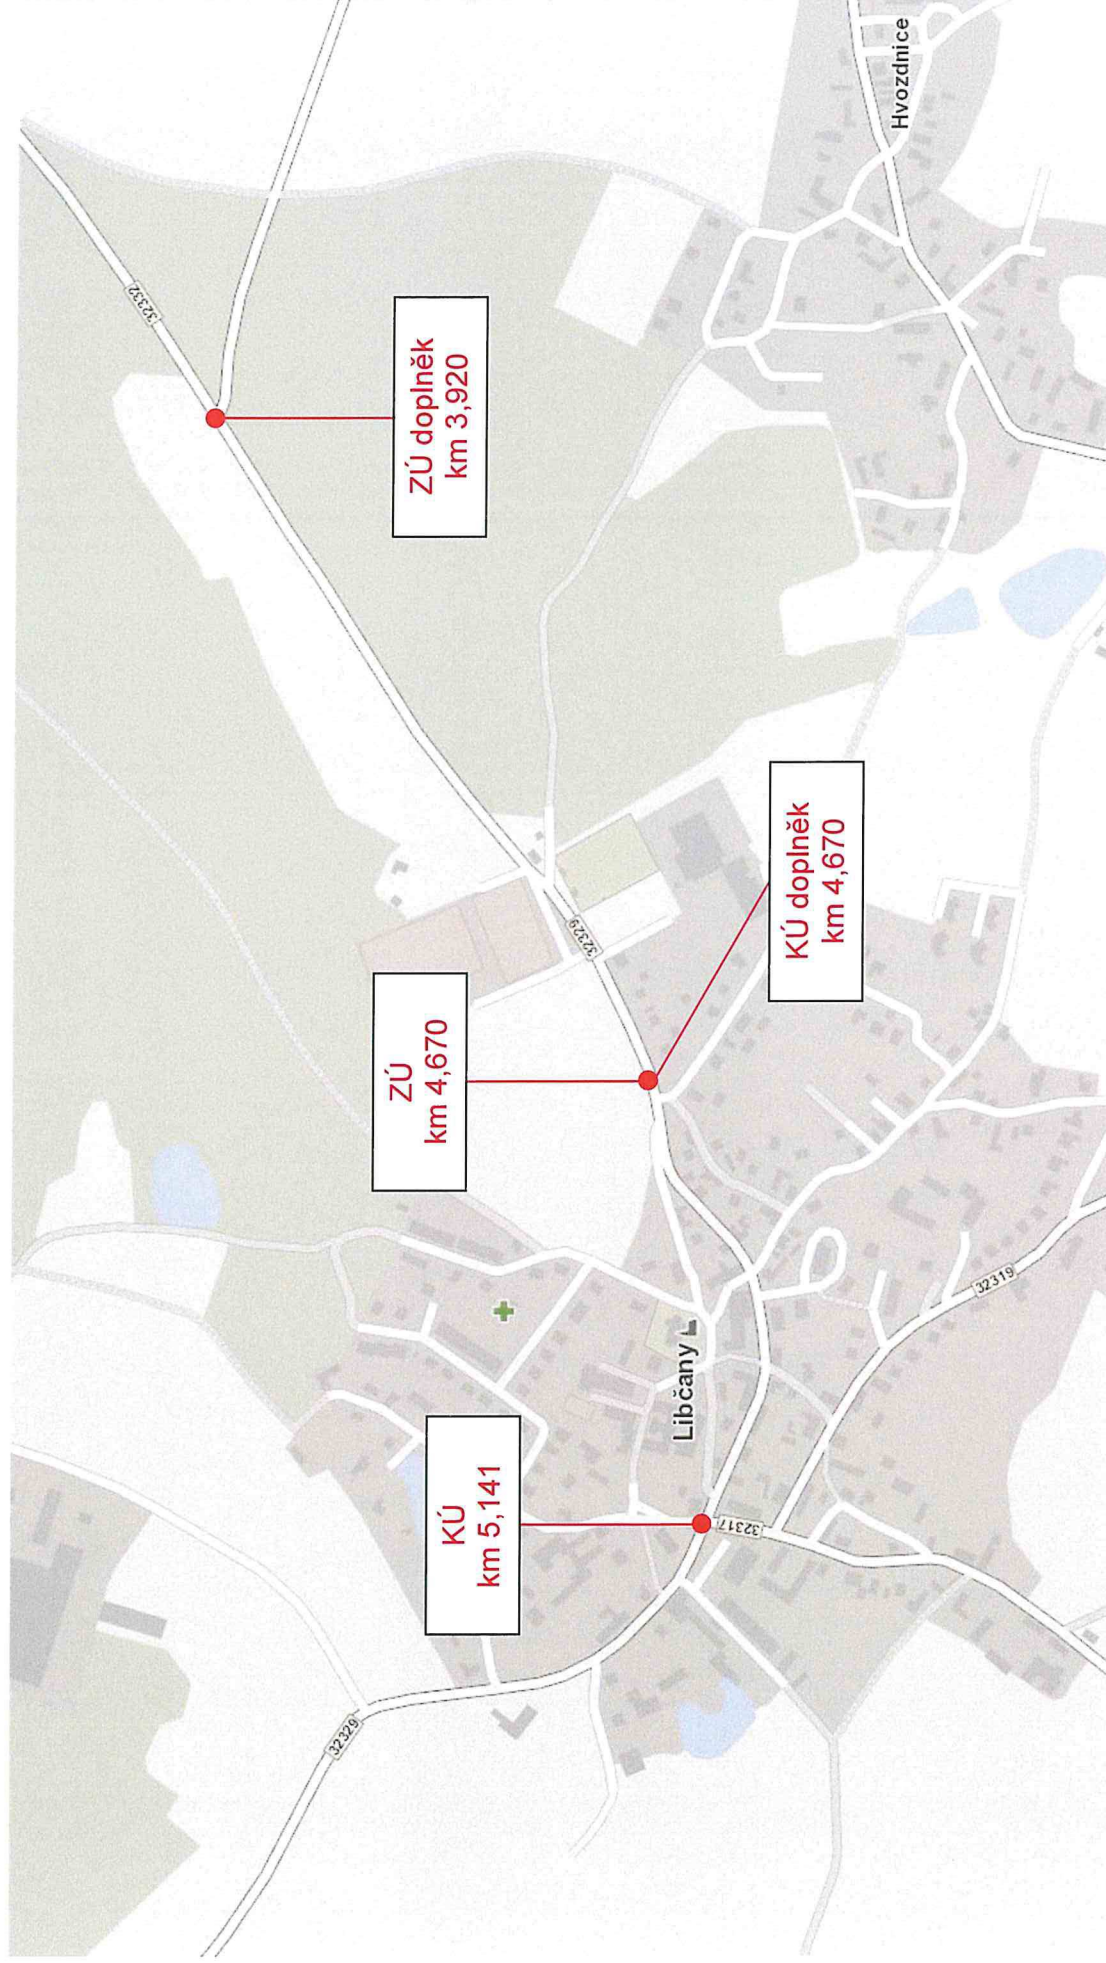 KÚ
km 5,141
ZÚ
km 4,670
ZÚ doplněk
km 3,920
KÚ doplněk
km 4,670
Libčany
Hvozdnice
32329
32317
32319
32329
32332